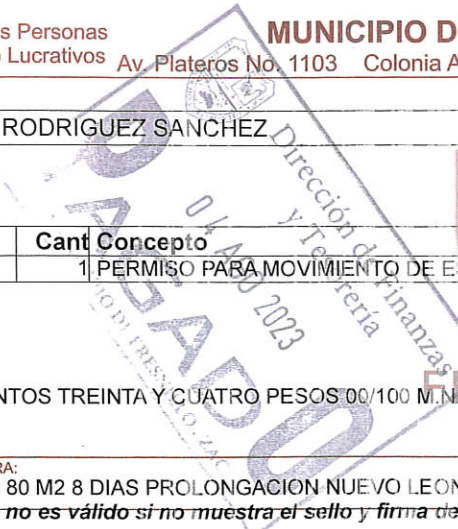 s Personas
Lucrativos
MUNICIPIO D
Av. Plateros No. 1103 Colonia A
RODRIGUEZ SANCHEZ
Dirección de Finanzas
y Tesorería
04 AGO 2023
PAGADO
Cant Concepto
1 PERMISO PARA MOVIMIENTO DE E
NTOS TREINTA Y CUATRO PESOS 00/100 M.N
RA:
80 M2 8 DIAS PROLONGACION NUEVO LEON
no es válido si no muestra el sello y firma de